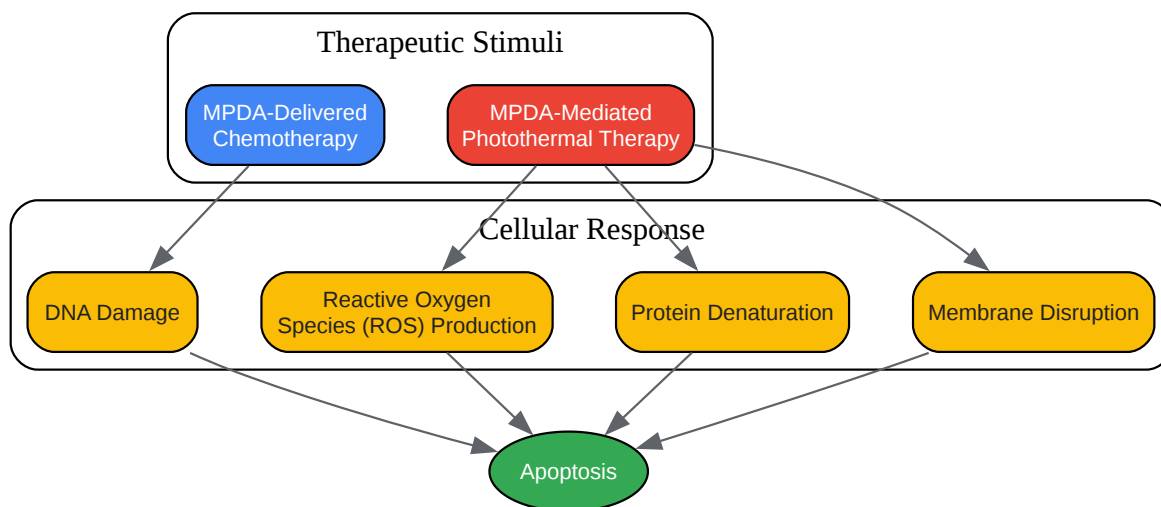 Therapeutic Stimuli
MPDA-Delivered
Chemotherapy
MPDA-Mediated
Photothermal Therapy
Cellular Response
DNA Damage
Reactive Oxygen
Species (ROS) Production
Protein Denaturation
Membrane Disruption
Apoptosis